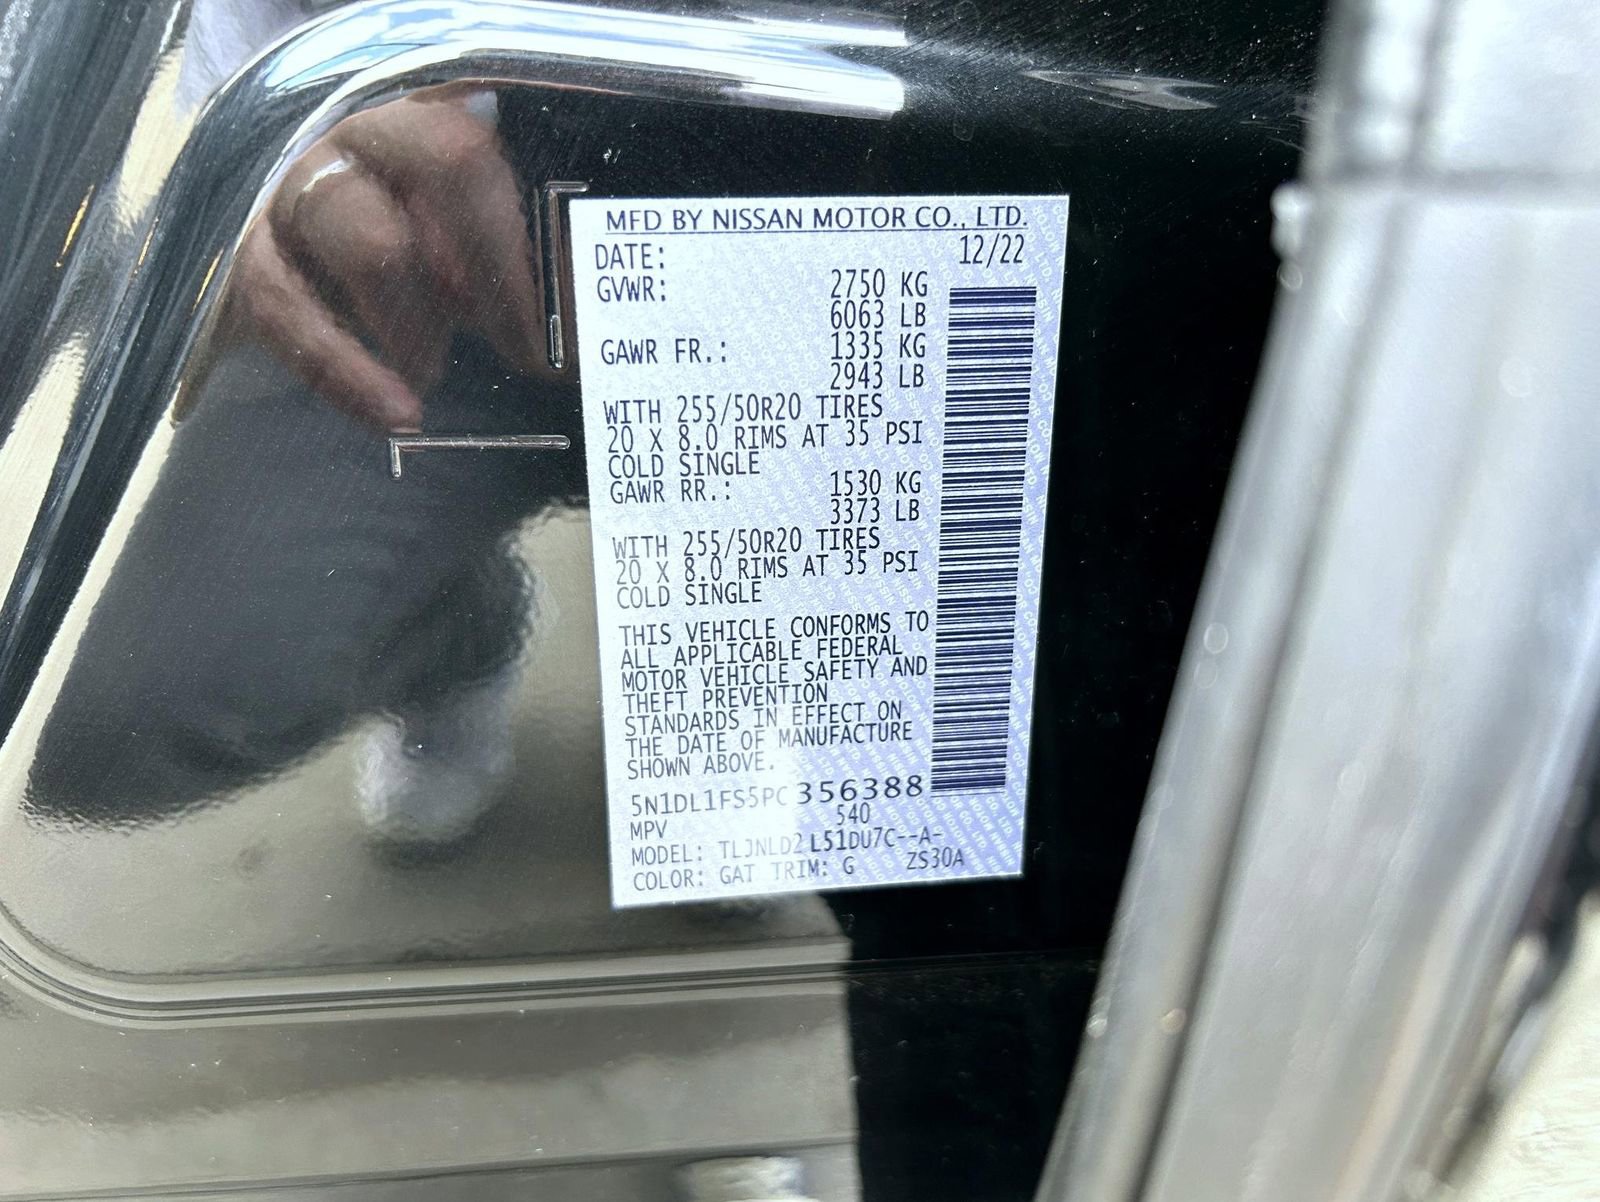 MFD BY NISSAN MOTOR CO., LTD.
DATE: 12/22
GVWR: 2750 KG
6063 LB
GAWR FR.: 1335 KG
2943 LB
WITH 255/50R20 TIRES
20 X 8.0 RIMS AT 35 PSI
COLD SINGLE
GAWR RR.: 1530 KG
3373 LB
WITH 255/50R20 TIRES
20 X 8.0 RIMS AT 35 PSI
COLD SINGLE
THIS VEHICLE CONFORMS TO
ALL APPLICABLE FEDERAL
MOTOR VEHICLE SAFETY AND
THEFT PREVENTION
STANDARDS IN EFFECT ON
THE DATE OF MANUFACTURE
SHOWN ABOVE.
5N1DL1FS5PC356388
MPV 540
MODEL: TLJNLD2L51DU7C--A-
COLOR: GAT TRIM: G ZS30A